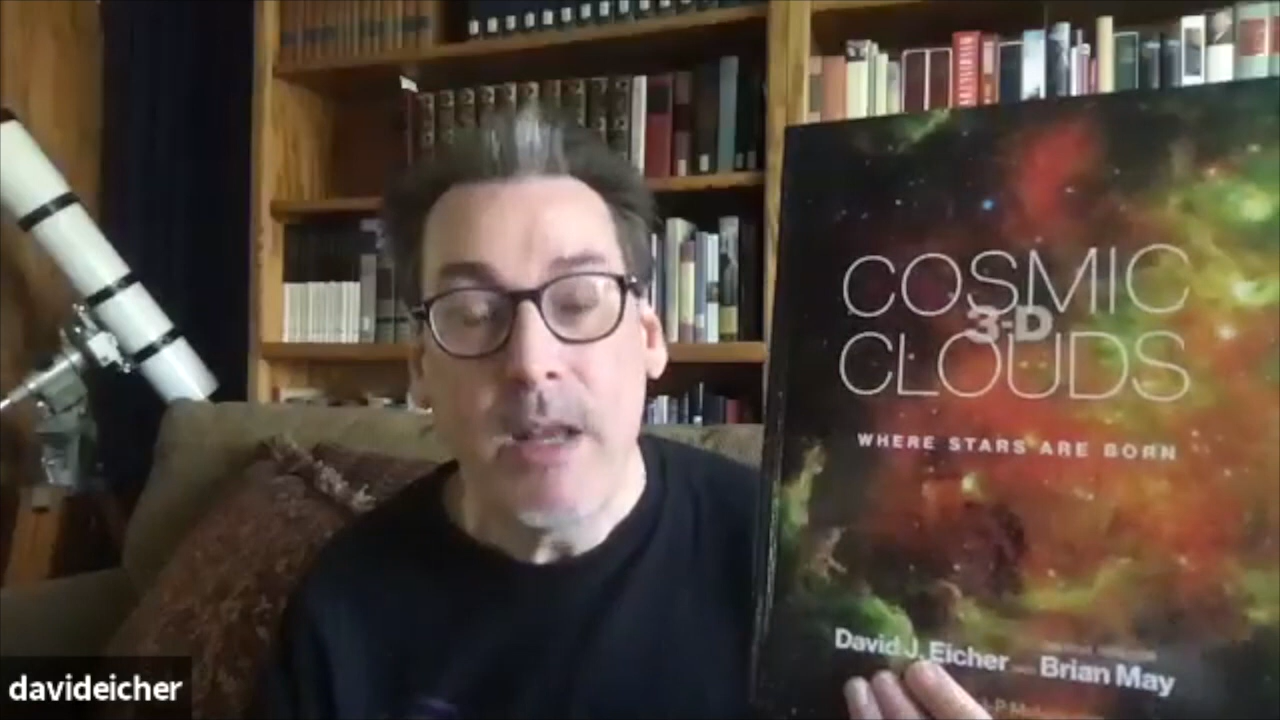 COSMIC
3-D
CLOUDS
WHERE STARS ARE BORN
David J. Eicher
Brian May
davideicher